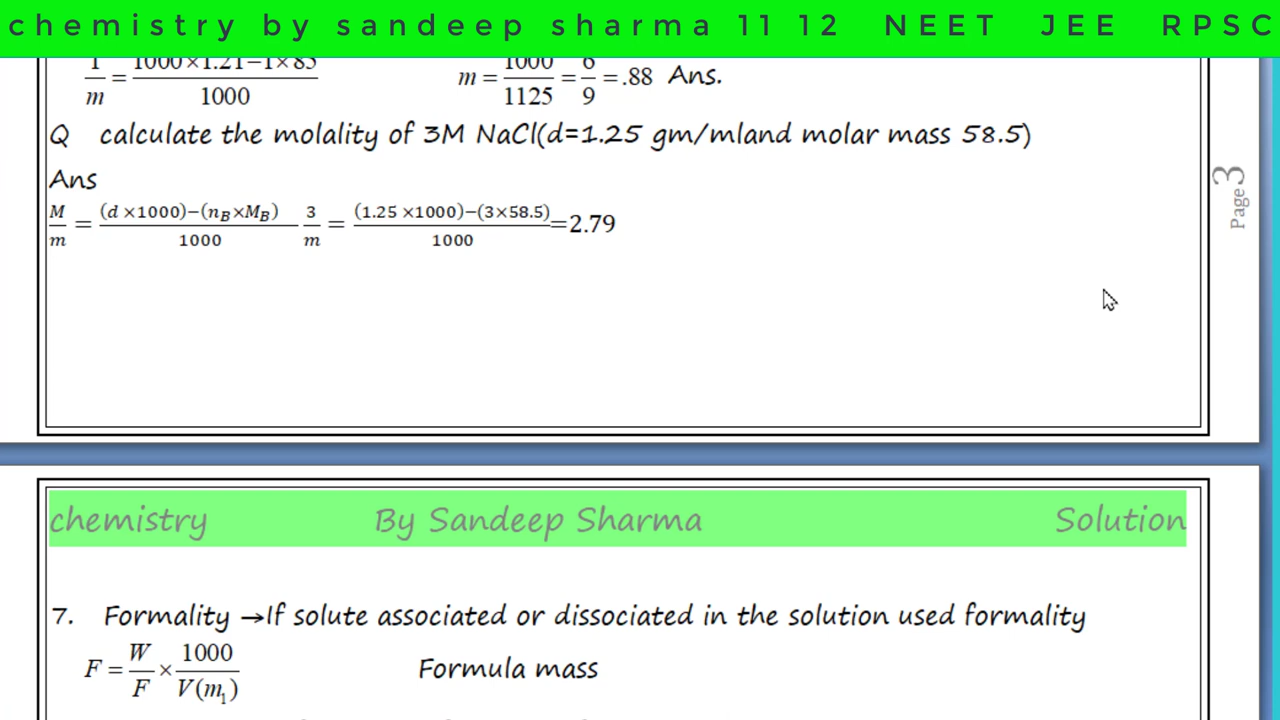 chemistry by sandeep sharma 11 12 NEET JEE RPSC
1/m = 1000×1.21−1×85/1000 m = 1000/1125 = 6/9 = .88 Ans.
Q calculate the molality of 3M NaCl(d=1.25 gm/mland molar mass 58.5)
Ans
M/m = (d ×1000)−(n_B×M_B)/1000 3/m = (1.25 ×1000)−(3×58.5)/1000 =2.79
Page 3
chemistry By Sandeep Sharma Solution
7. Formality →If solute associated or dissociated in the solution used formality
F = W/F × 1000/V(m₁) Formula mass